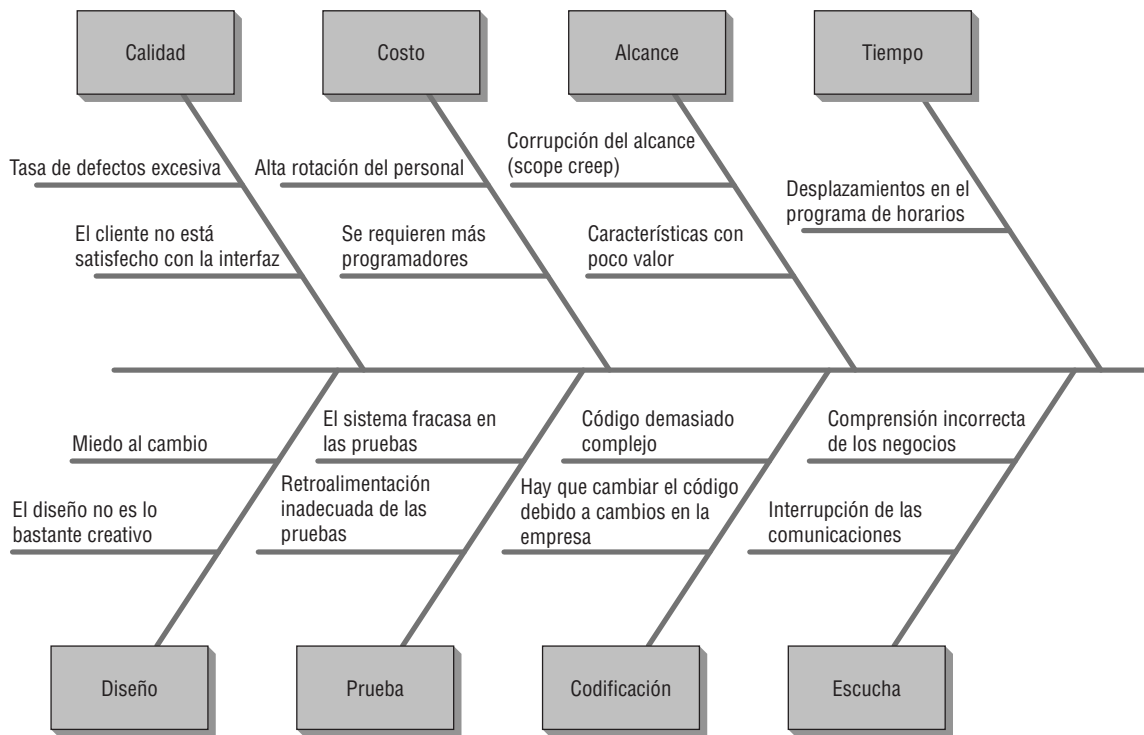 Calidad
Costo
Alcance
Tiempo
Tasa de defectos excesiva
El cliente no está
satisfecho con la interfaz
Alta rotación del personal
Se requieren más
programadores
Corrupción del alcance
(scope creep)
Características con
poco valor
Desplazamientos en el
programa de horarios
Miedo al cambio
El diseño no es lo
bastante creativo
El sistema fracasa en
las pruebas
Retroalimentación
inadecuada de las
pruebas
Código demasiado
complejo
Hay que cambiar el código
debido a cambios en la
empresa
Comprensión incorrecta
de los negocios
Interrupción de las
comunicaciones
Diseño
Prueba
Codificación
Escucha